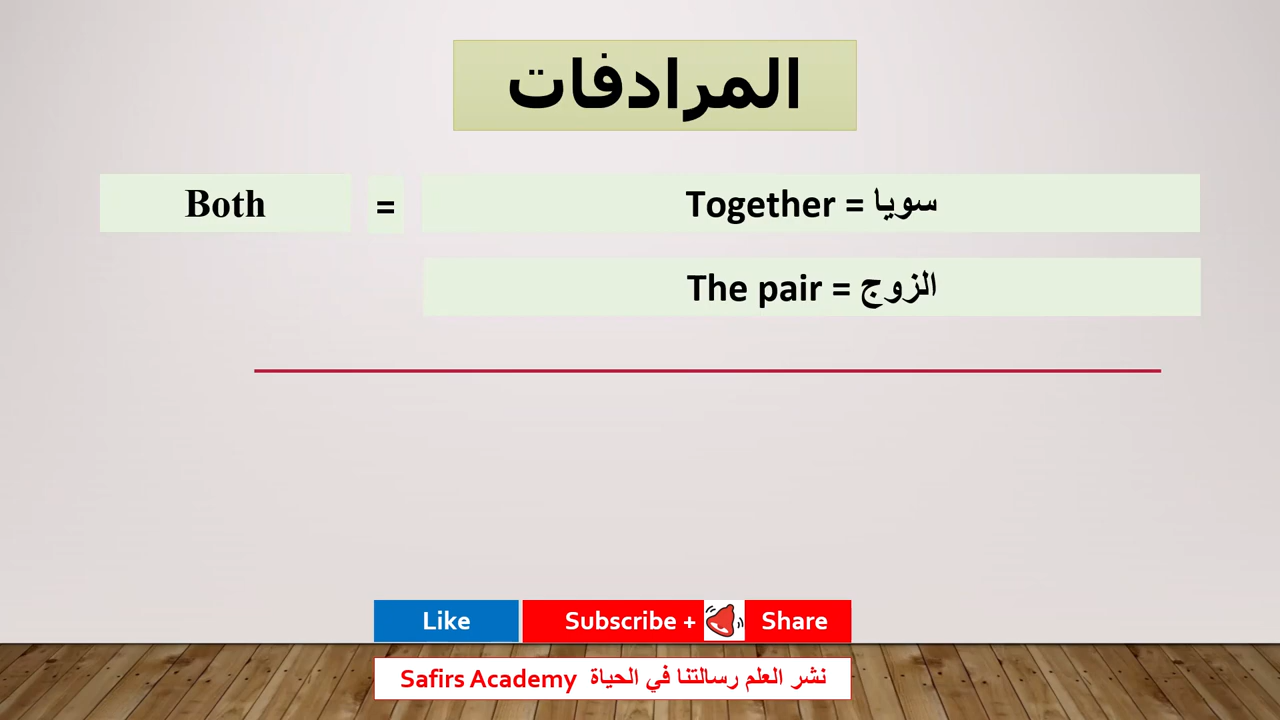 المرادفات
Both = Together = سويا
The pair = الزوج
Like Subscribe + Share
Safirs Academy نشر العلم رسالتنا في الحياة